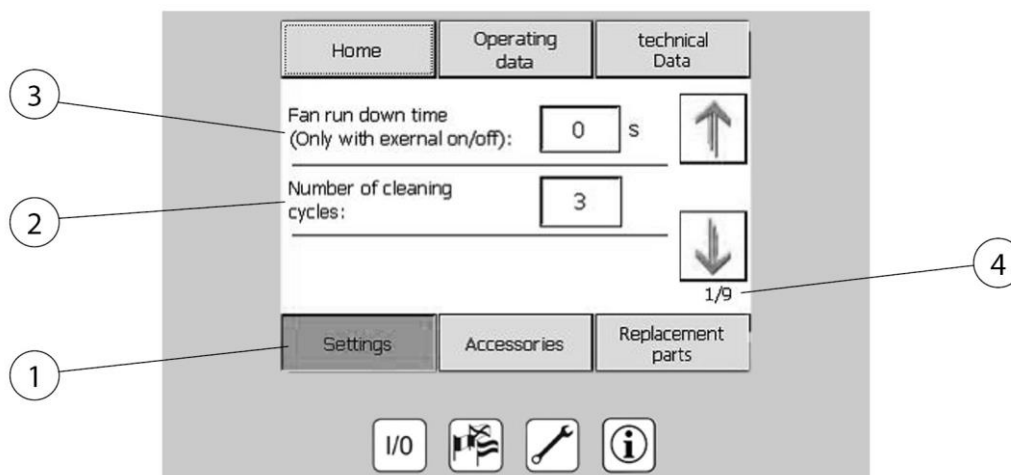 Home
Operating
data
technical
Data
3
Fan run down time
(Only with exernal on/off):
0
s
2
Number of cleaning
cycles:
3
4
1/9
1
Settings
Accessories
Replacement
parts
I/0